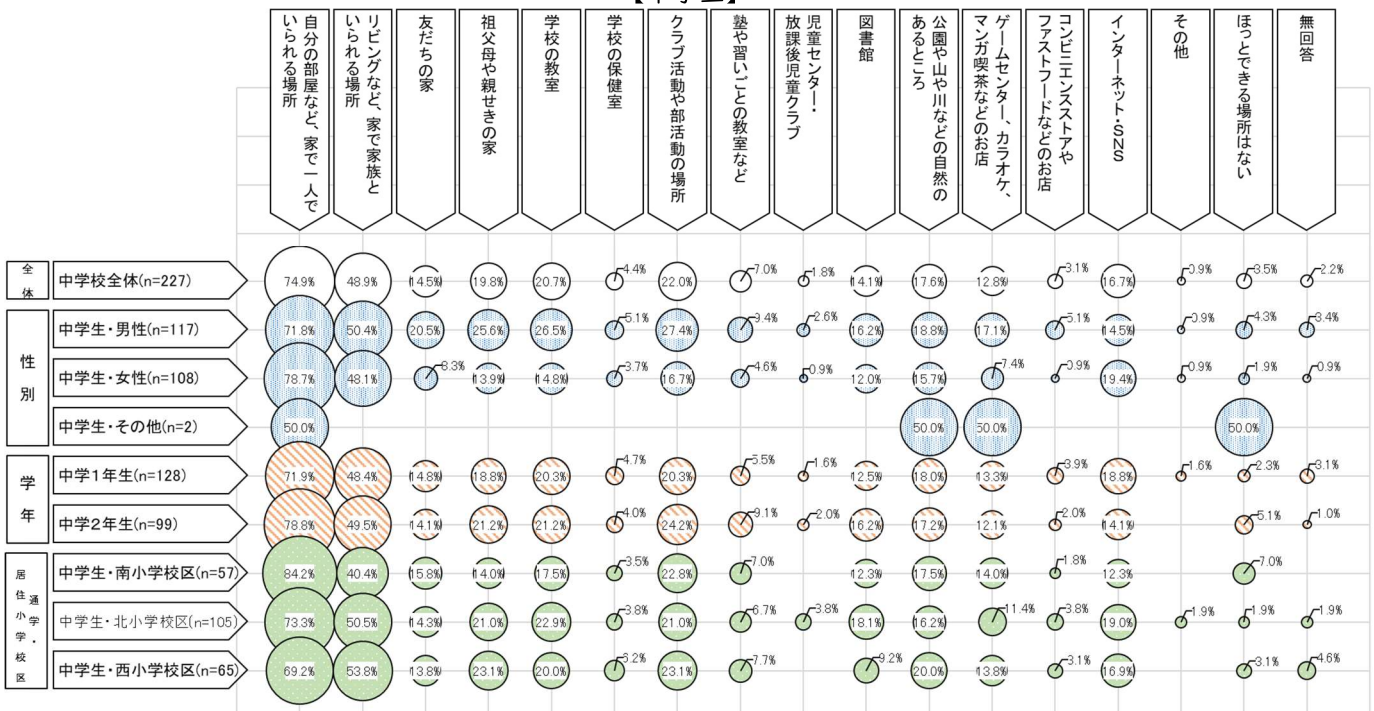 自分の部屋など、家で一人で
いられる場所
リビングなど、家で家族と
いられる場所
友だちの家
祖父母や親せきの家
学校の教室
学校の保健室
クラブ活動や部活動の場所
塾や習いごとの教室など
児童センター・
放課後児童クラブ
図書館
公園や山や川などの自然の
あるところ
ゲームセンター、カラオケ、
マンガ喫茶などのお店
コンビニエンスストアや
ファストフードなどのお店
インターネット・SNS
その他
ほっとできる場所はない
無回答
全体
中学校全体(n=227) 74.9% 48.9% 14.5% 19.8% 20.7% 4.4% 22.0% 7.0% 1.8% 14.1% 17.6% 12.8% 3.1% 16.7% 0.9% 3.5% 2.2%
性別
中学生・男性(n=117) 71.8% 50.4% 20.5% 25.6% 26.5% 5.1% 27.4% 9.4% 2.6% 16.2% 18.8% 17.1% 5.1% 14.5% 0.9% 4.3% 3.4%
中学生・女性(n=108) 78.7% 48.1% 8.3% 13.9% 14.8% 3.7% 16.7% 4.6% 0.9% 12.0% 15.7% 7.4% 0.9% 19.4% 0.9% 1.9% 0.9%
中学生・その他(n=2) 50.0% 50.0% 50.0% 50.0%
学年
中学1年生(n=128) 71.9% 48.4% 14.8% 18.8% 20.3% 4.7% 20.3% 5.5% 1.6% 12.5% 18.0% 13.3% 3.9% 18.8% 1.6% 2.3% 3.1%
中学2年生(n=99) 78.8% 49.5% 14.1% 21.2% 21.2% 4.0% 24.2% 9.1% 2.0% 16.2% 17.2% 12.1% 2.0% 14.1% 5.1% 1.0%
居住小学校区
通学・
中学生・南小学校区(n=57) 84.2% 40.4% 15.8% 14.0% 17.5% 3.5% 22.8% 7.0% 12.3% 17.5% 14.0% 1.8% 12.3% 7.0%
中学生・北小学校区(n=105) 73.3% 50.5% 14.3% 21.0% 22.9% 3.8% 21.0% 6.7% 3.8% 18.1% 16.2% 11.4% 3.8% 19.0% 1.9% 1.9% 1.9%
中学生・西小学校区(n=65) 69.2% 53.8% 13.8% 23.1% 20.0% 6.2% 23.1% 7.7% 9.2% 20.0% 13.8% 3.1% 16.9% 3.1% 4.6%